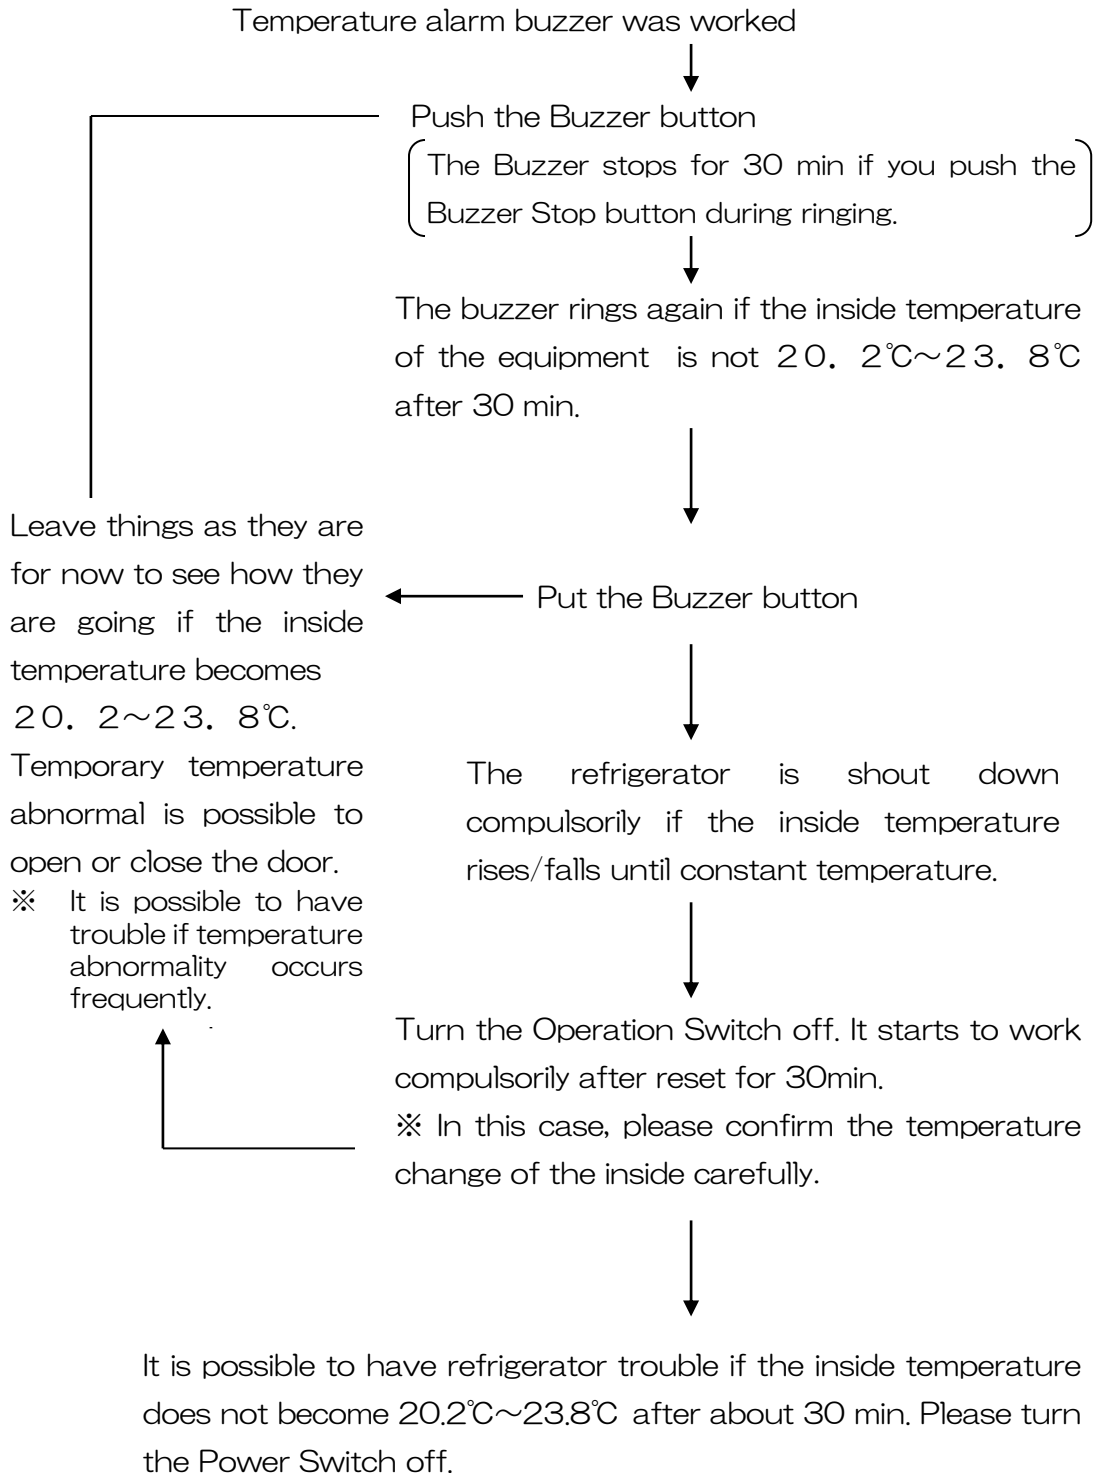 Temperature alarm buzzer was worked
Push the Buzzer button
The Buzzer stops for 30 min if you push the
Buzzer Stop button during ringing.
The buzzer rings again if the inside temperature
of the equipment is not ２０．２℃～２３．８℃
after 30 min.
Leave things as they are
for now to see how they
are going if the inside
temperature becomes
２０．２～２３．８℃.
Temporary temperature
abnormal is possible to
open or close the door.
※ It is possible to have
trouble if temperature
abnormality occurs
frequently.
Put the Buzzer button
The refrigerator is shout down
compulsorily if the inside temperature
rises/falls until constant temperature.
Turn the Operation Switch off. It starts to work
compulsorily after reset for 30min.
※ In this case, please confirm the temperature
change of the inside carefully.
It is possible to have refrigerator trouble if the inside temperature
does not become 20.2℃～23.8℃ after about 30 min. Please turn
the Power Switch off.